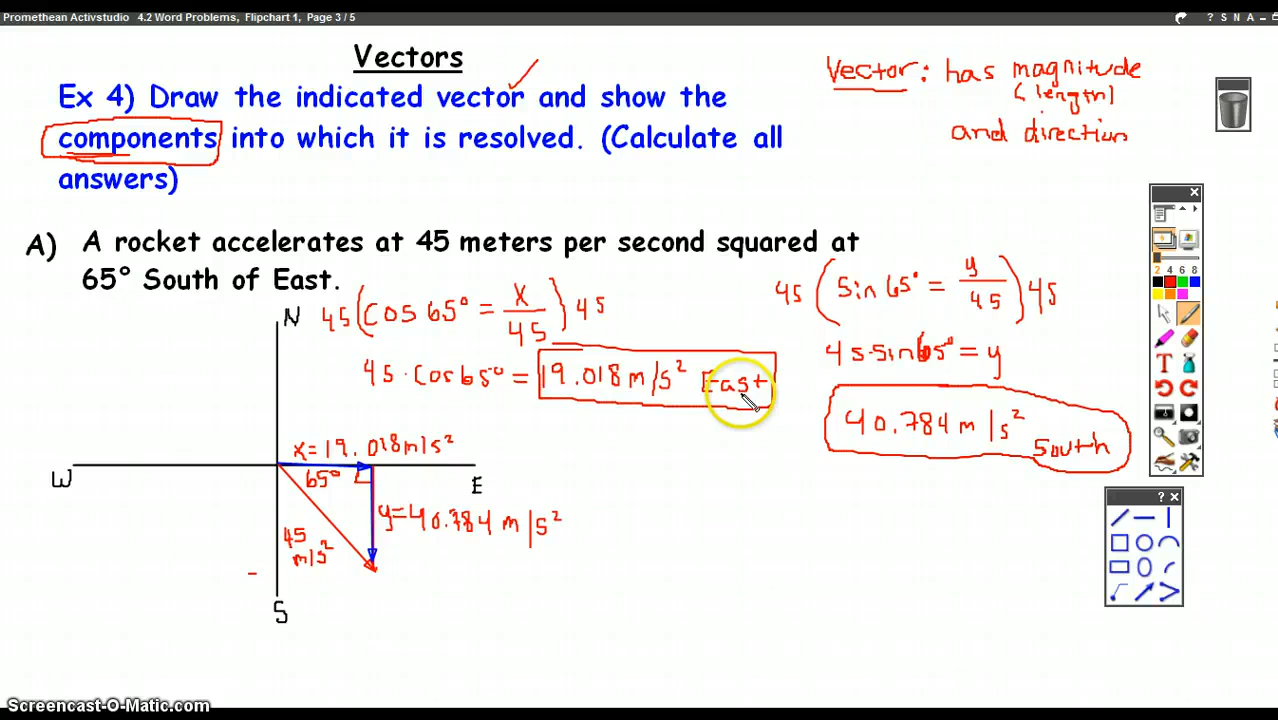 Promethean Activstudio 4.2 Word Problems, Flipchart 1, Page 3 / 5
? S N A
Vectors
Ex 4) Draw the indicated vector and show the
components into which it is resolved. (Calculate all
answers)
Vector: has magnitude
(length)
and direction
A) A rocket accelerates at 45 meters per second squared at
65° South of East.
45 (Cos 65° = x/45) 45
45 · Cos 65° = 19.018 m/s² East
45 (Sin 65° = y/45) 45
45·Sin 65° = y
40.784 m/s² South
N
W
E
S
x=19.018 m/s²
65°
y=40.784 m/s²
45
m/s²
-
2 4 6 8
T
? ×
Screencast-O-Matic.com